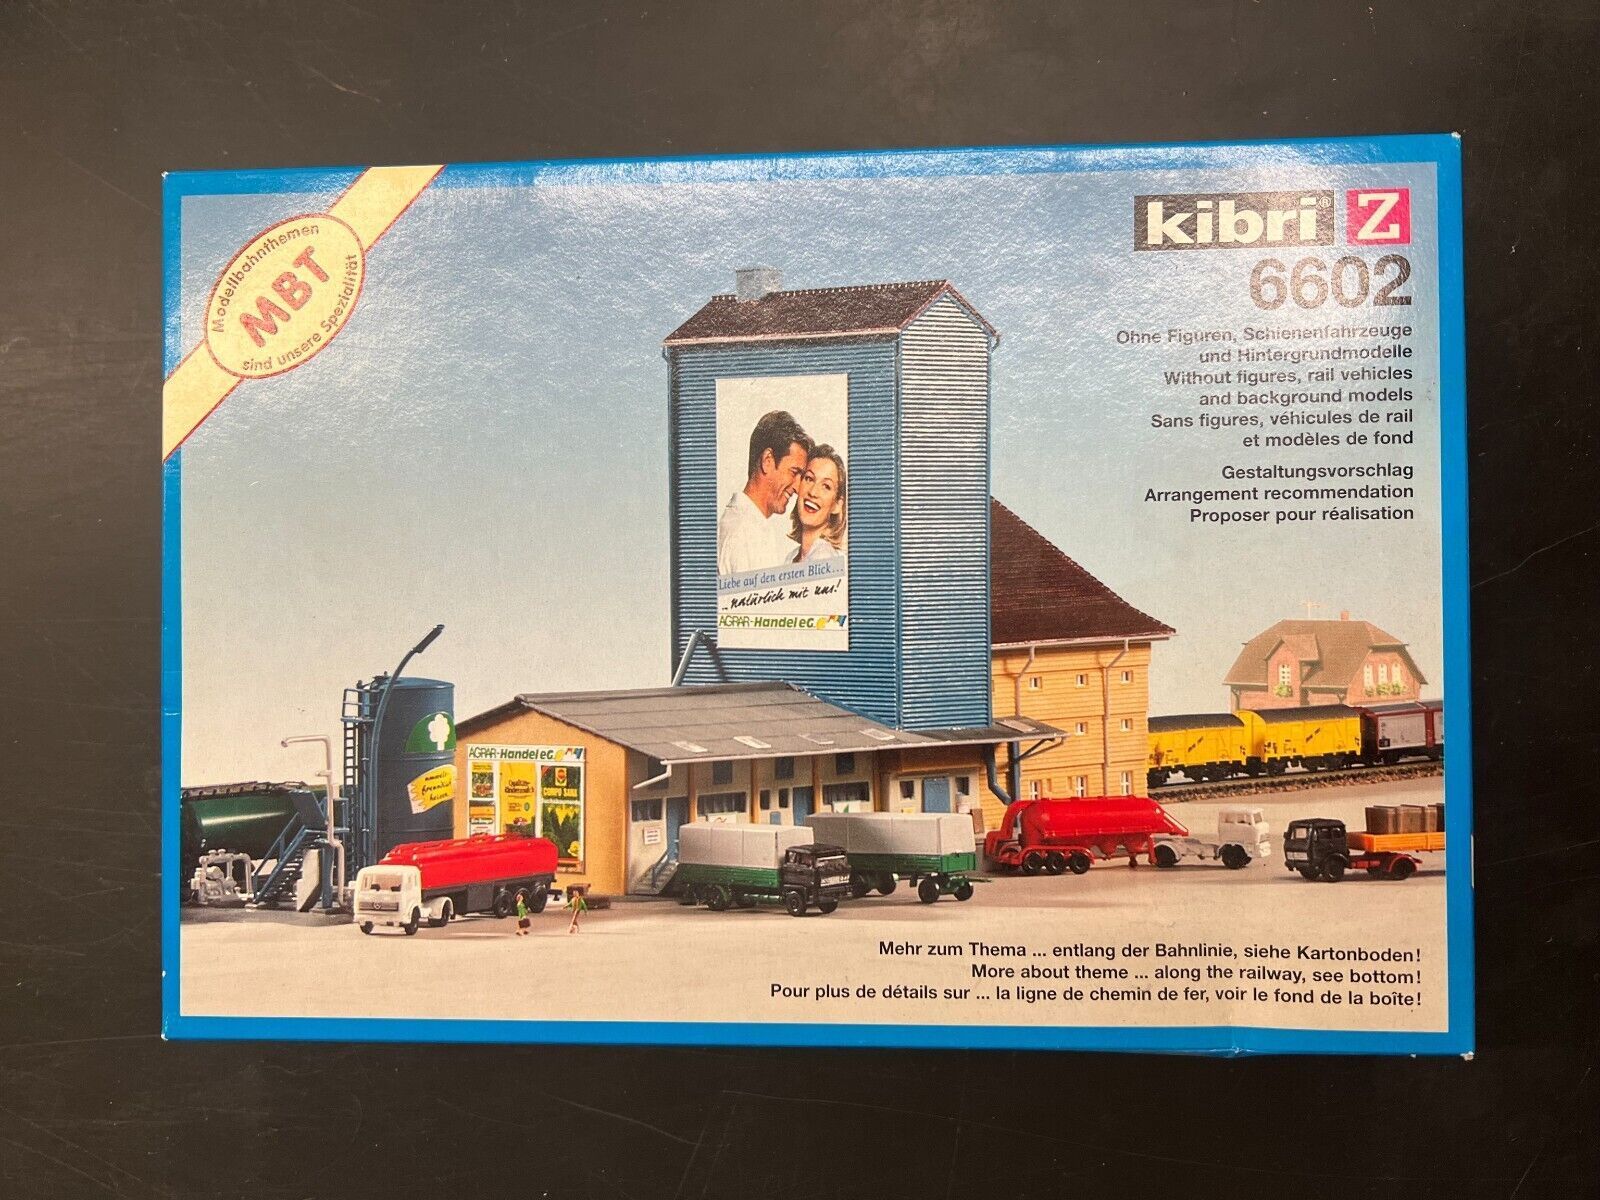 Modellbahnthemen
MBT
sind unsere Spezialität
kibri® Z
6602
Ohne Figuren, Schienenfahrzeuge
und Hintergrundmodelle
Without figures, rail vehicles
and background models
Sans figures, véhicules de rail
et modèles de fond
Gestaltungsvorschlag
Arrangement recommendation
Proposer pour réalisation
Liebe auf den ersten Blick...
...natürlich mit uns!
AGRAR-Handel eG.
AGRAR-Handel eG
COMPO SANA
umwelt-
freundlich
heizen
Mehr zum Thema ... entlang der Bahnlinie, siehe Kartonboden!
More about theme ... along the railway, see bottom!
Pour plus de détails sur ... la ligne de chemin de fer, voir le fond de la boîte!